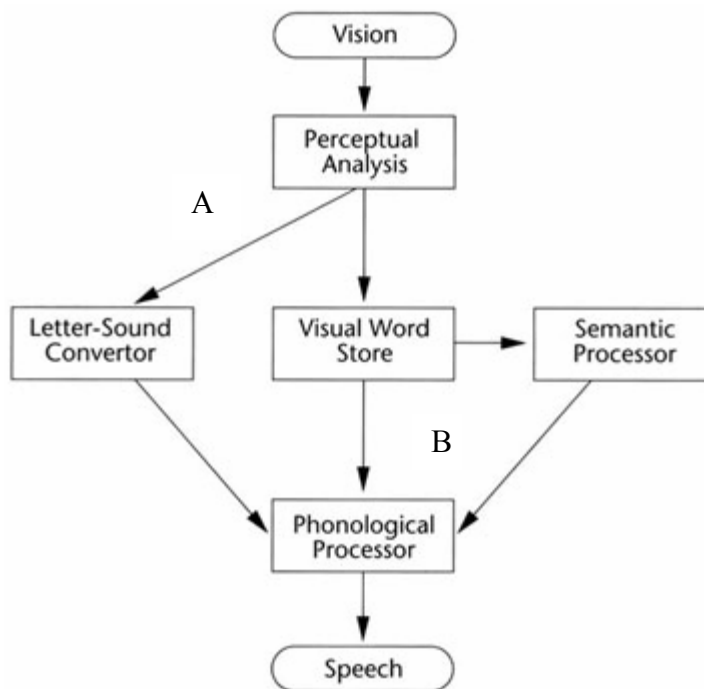 Vision
Perceptual
Analysis
A
Letter-Sound
Convertor
Visual Word
Store
Semantic
Processor
B
Phonological
Processor
Speech